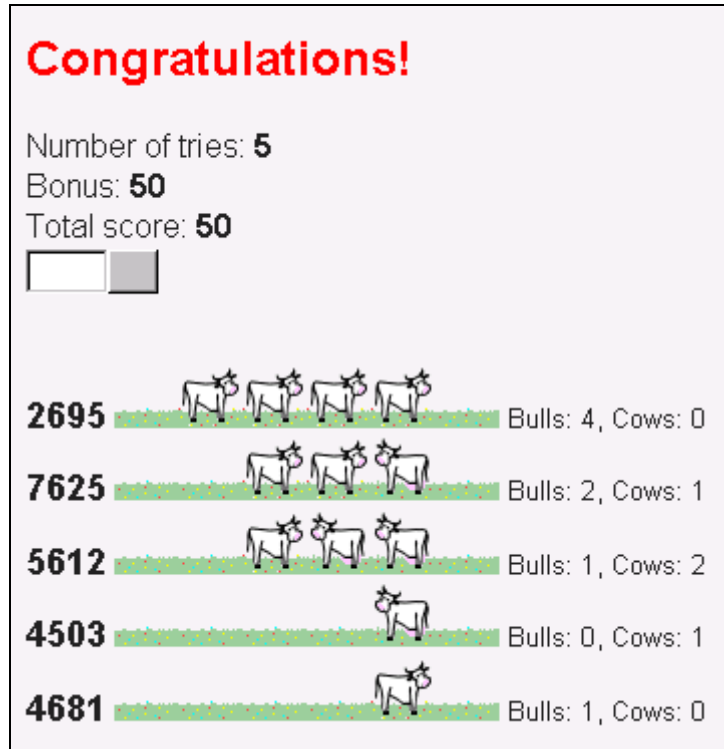 Congratulations!
Number of tries: 5
Bonus: 50
Total score: 50
2695 Bulls: 4, Cows: 0
7625 Bulls: 2, Cows: 1
5612 Bulls: 1, Cows: 2
4503 Bulls: 0, Cows: 1
4681 Bulls: 1, Cows: 0